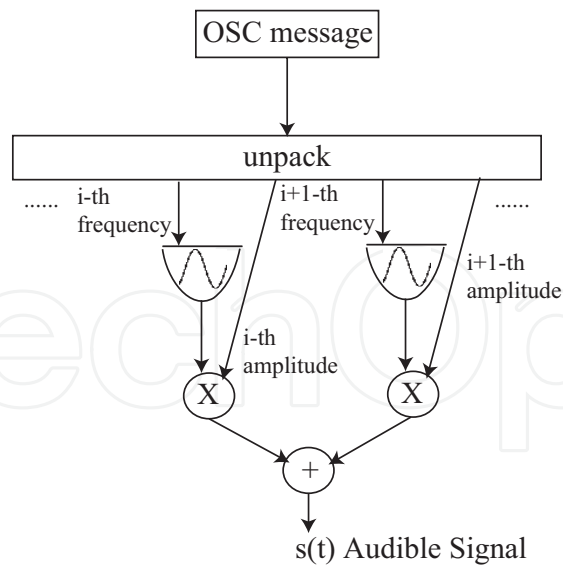 OSC message
unpack
......
i-th
frequency
i+1-th
frequency
......
i+1-th
amplitude
i-th
amplitude
X
X
+
s(t) Audible Signal